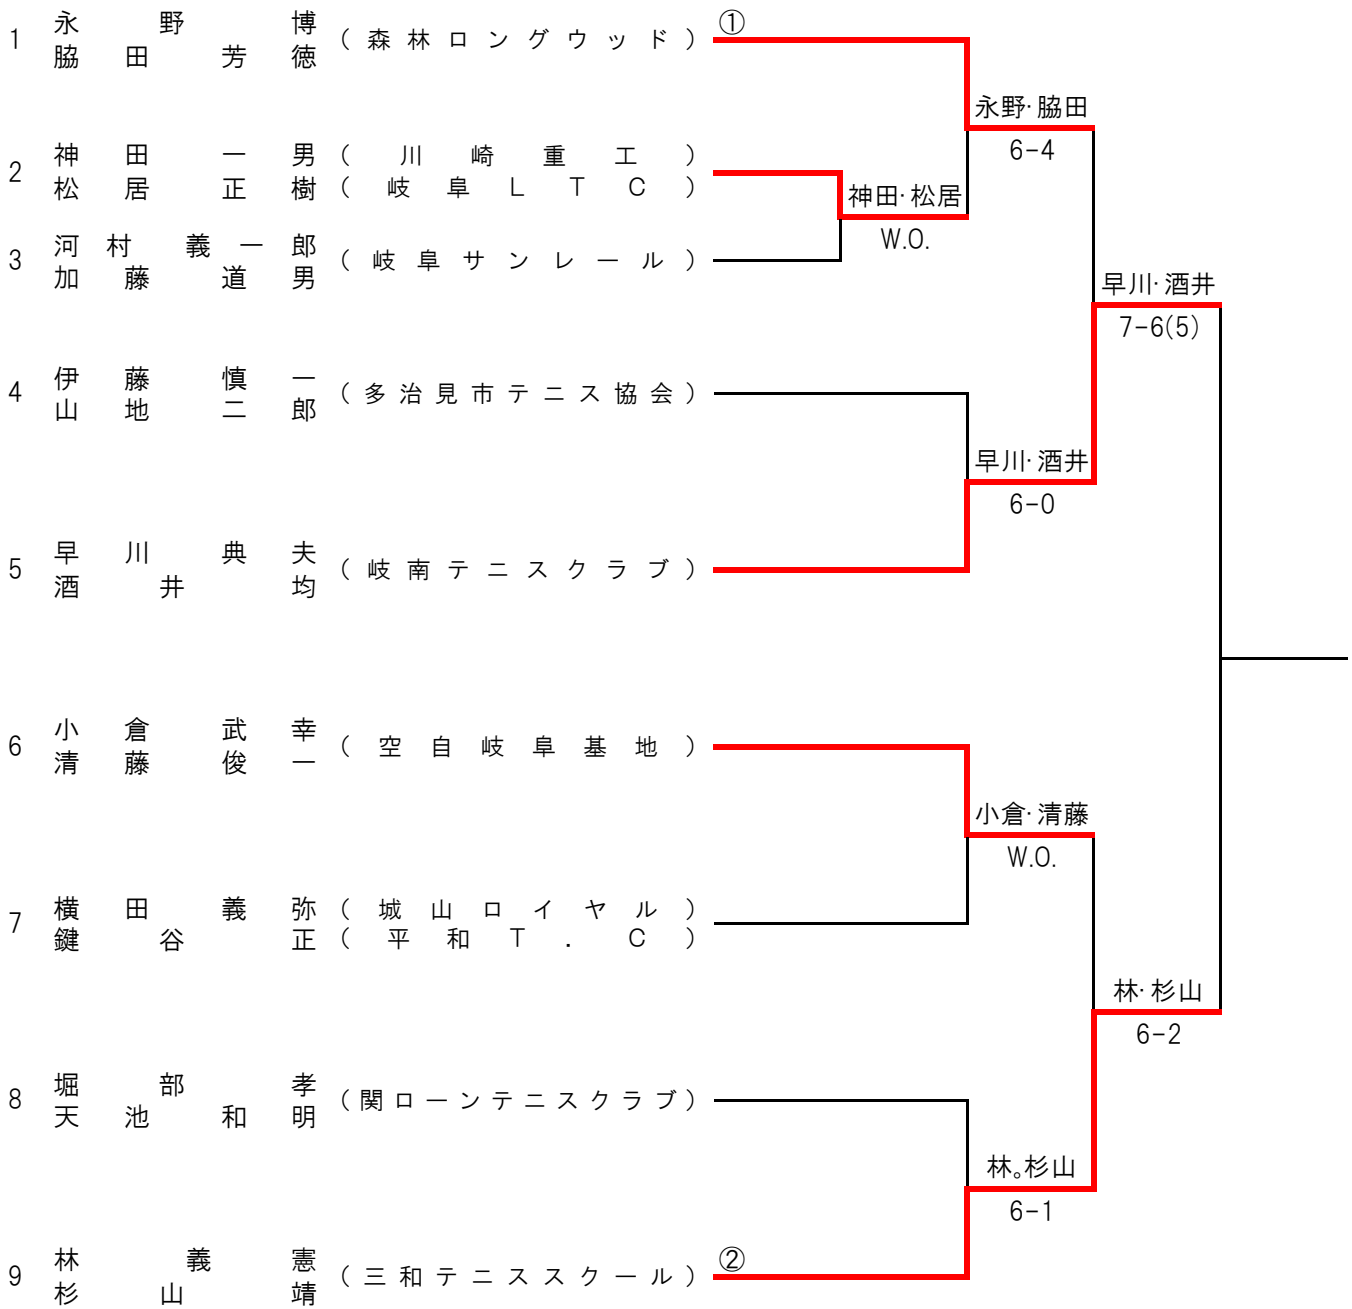 1 永野博 (森林ロングウッド) ①
脇田芳徳
永野･脇田
6-4
2 神田一男 (川崎重工)
松居正樹 (岐阜LTC)
神田･松居
W.O.
3 河村義一郎 (岐阜サンレール)
加藤道男
早川･酒井
7-6(5)
4 伊藤慎一 (多治見市テニス協会)
山地二郎
早川･酒井
6-0
5 早川典夫 (岐南テニスクラブ)
酒井均
6 小倉武幸 (空自岐阜基地)
清藤俊一
小倉･清藤
W.O.
7 横田義弥 (城山ロイヤル)
鍵谷正 (平和T.C)
林･杉山
6-2
8 堀部孝 (関ローンテニスクラブ)
天池和明
林｡杉山
6-1
9 林義憲 (三和テニススクール) ②
杉山靖